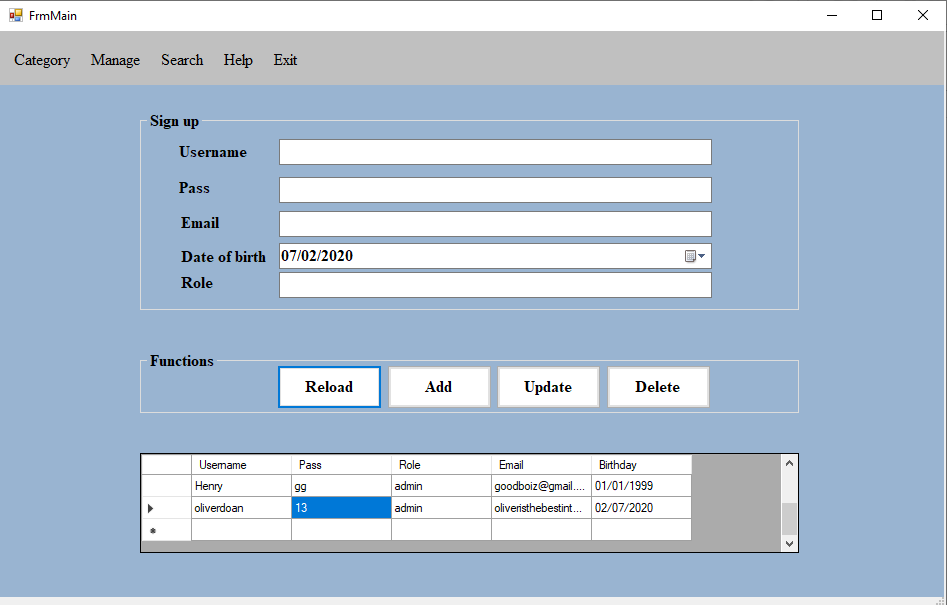 FrmMain
Category Manage Search Help Exit
Sign up
Username
Pass
Email
Date of birth 07/02/2020
Role
Functions
Reload Add Update Delete
Username Pass Role Email Birthday
Henry gg admin goodboiz@gmail.... 01/01/1999
oliverdoan 13 admin oliveristhebestint... 02/07/2020